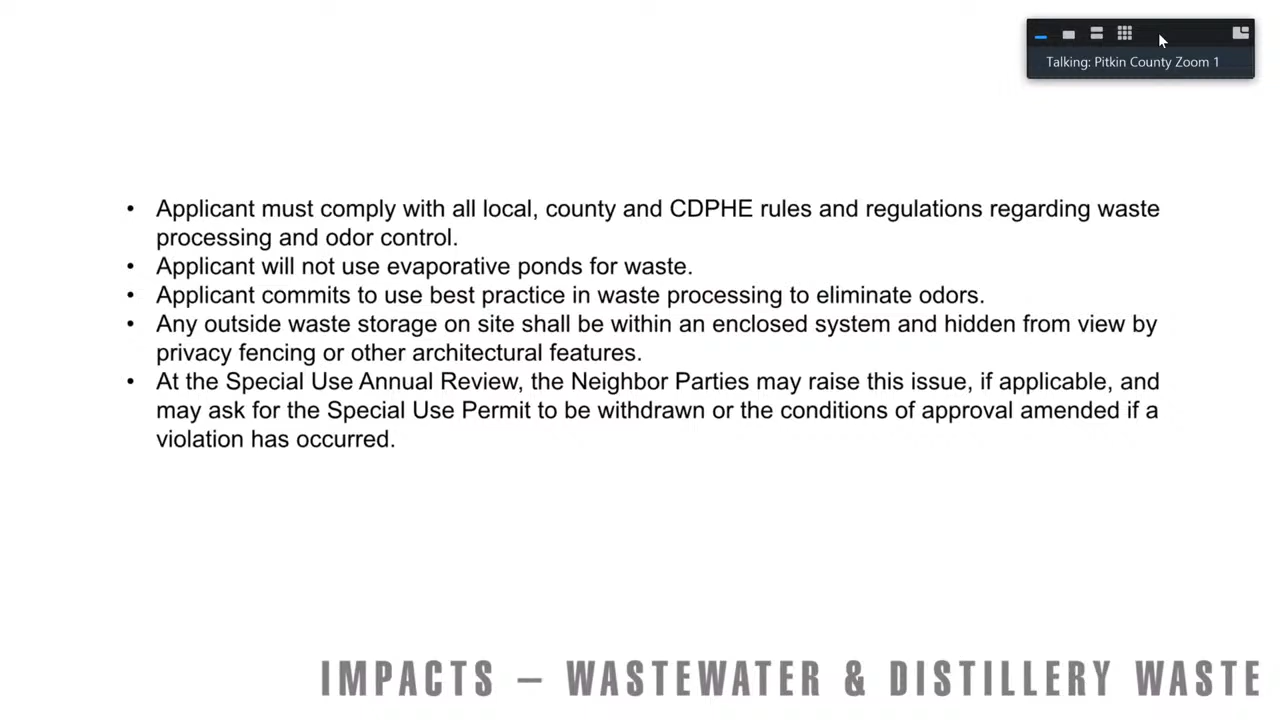 Talking: Pitkin County Zoom 1
• Applicant must comply with all local, county and CDPHE rules and regulations regarding waste
processing and odor control.
• Applicant will not use evaporative ponds for waste.
• Applicant commits to use best practice in waste processing to eliminate odors.
• Any outside waste storage on site shall be within an enclosed system and hidden from view by
privacy fencing or other architectural features.
• At the Special Use Annual Review, the Neighbor Parties may raise this issue, if applicable, and
may ask for the Special Use Permit to be withdrawn or the conditions of approval amended if a
violation has occurred.
IMPACTS – WASTEWATER & DISTILLERY WASTE